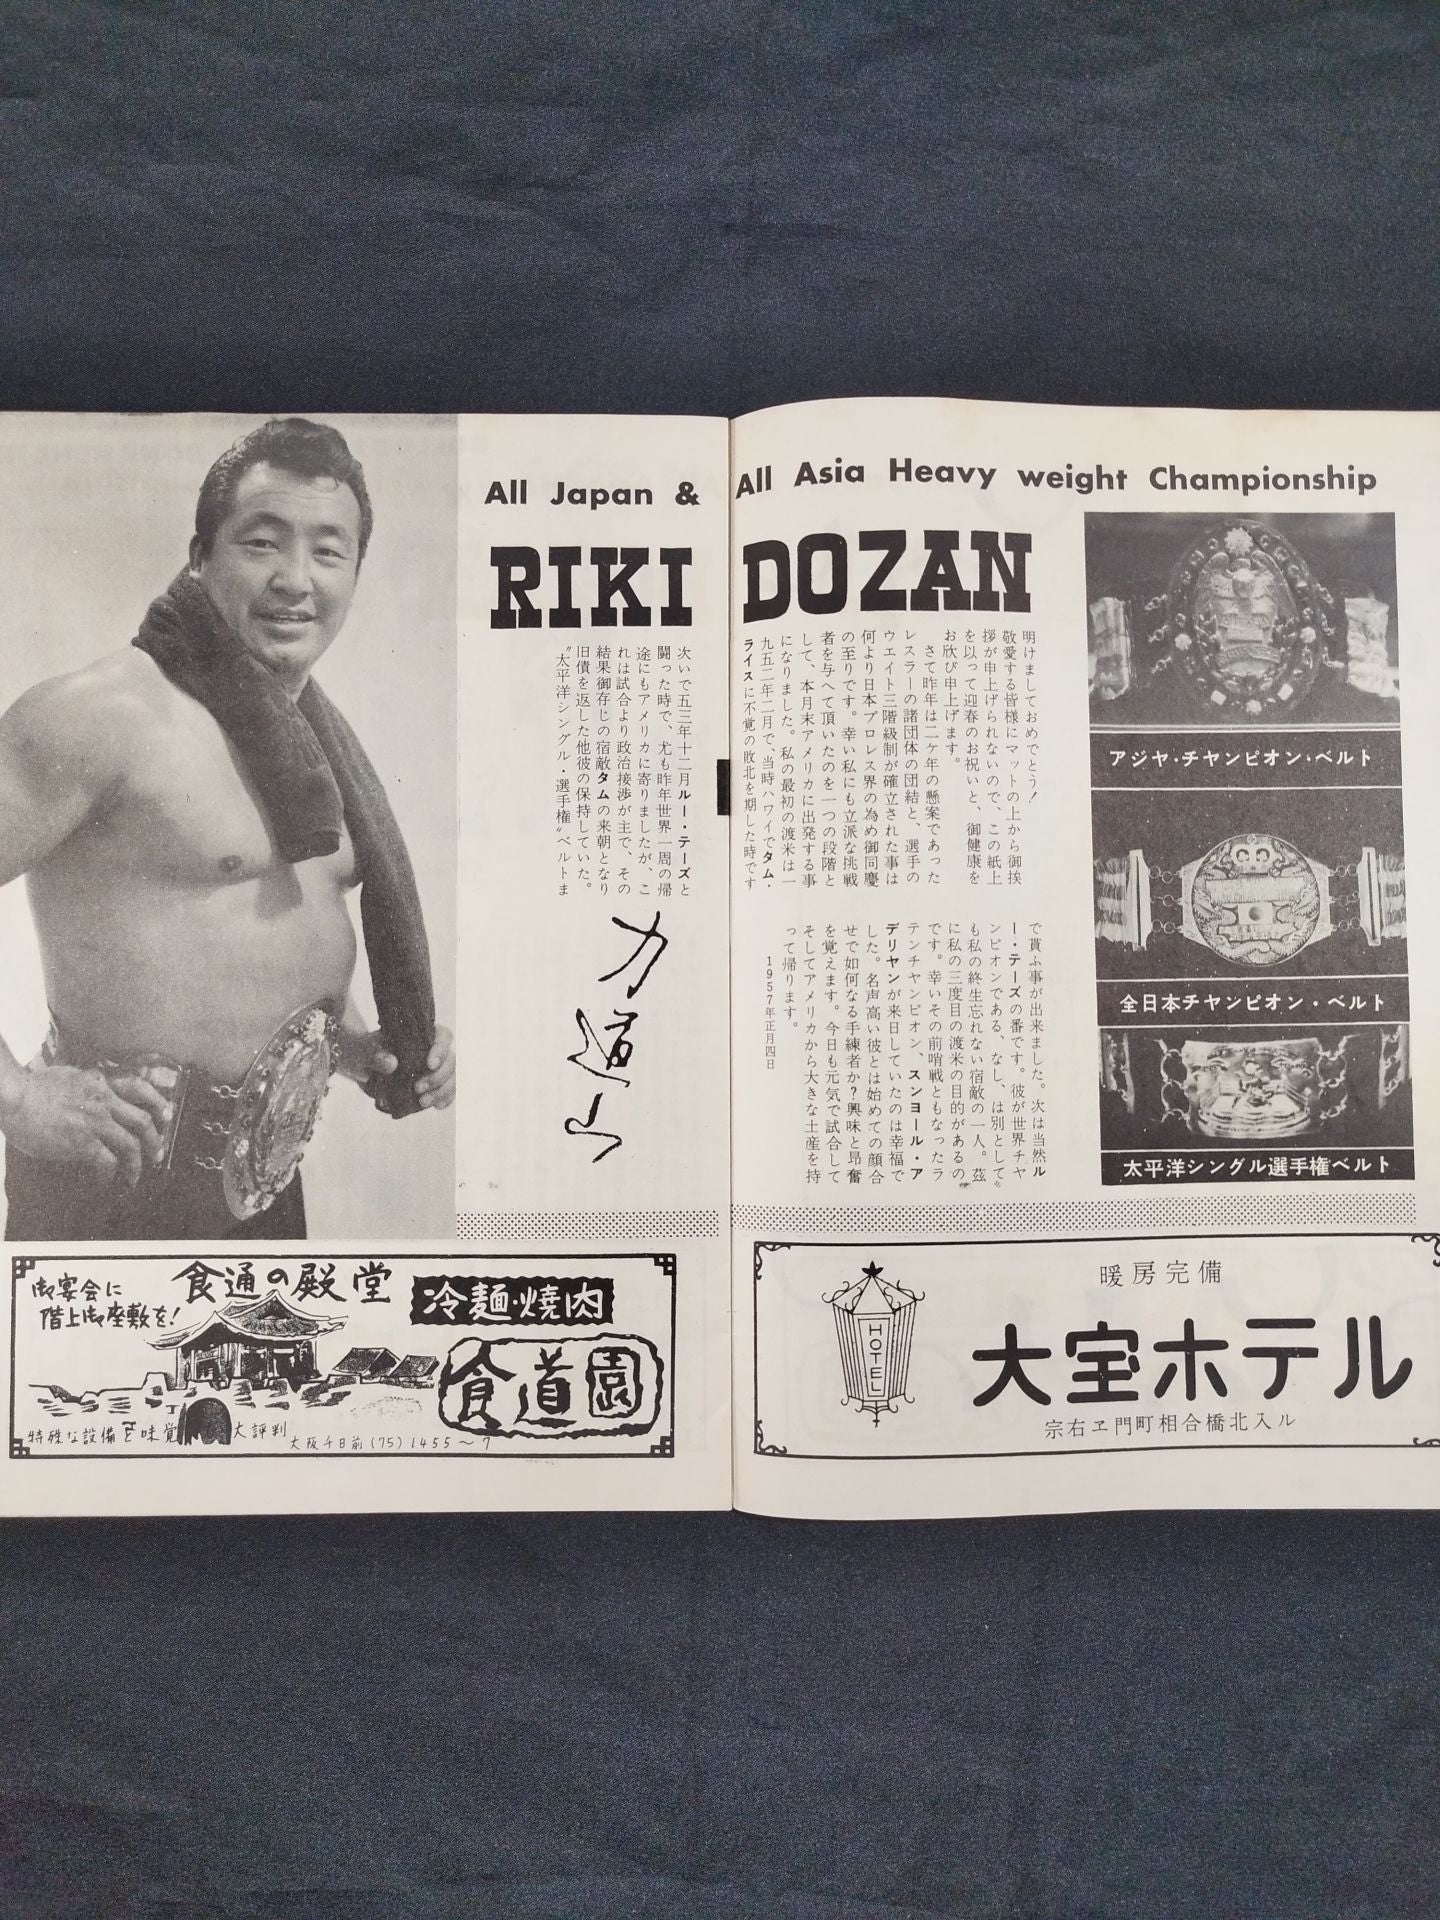 All Japan & All Asia Heavy weight Championship
RIKI DOZAN
明けましておめでとう！
敬愛する皆様にマットの上から御挨
拶が申上げられないので、この紙上
を以って迎春のお祝いと、御健康を
お欣び申上げます。
さて昨年は二ヶ年の懸案であった
レスラーの諸団体の団結と、選手の
ウエイト三階級制が確立された事は
何より日本プロレス界の為め御同慶
の至りです。幸い私にも立派な挑戦
者を与へて頂いたのを一つの段階と
して、本月末アメリカに出発する事
になりました。私の最初の渡米は一
九五二年二月で、当時ハワイでタム・
ライスに不覚の敗北を期した時です
次いで五三年十二月ルー・テーズと
闘った時で、尤も昨年世界一周の帰
途にもアメリカに寄りましたが、こ
れは試合より政治接渉が主で、その
結果御存じの宿敵タムの来朝となり
旧債を返した他彼の保持していた。
〝太平洋シングル・選手権〟ベルトま
で貰ふ事が出来ました。次は当然ル
ー・テーズの番です。彼が世界チャ
ンピオンである、なし、は別として〟
も私の終生忘れない宿敵の一人。茲
に私の三度目の渡米の目的があるの
です。幸いその前哨戦ともなったラ
テンチャンピオン、スンヨール・ア
デリヤンが来日していたのは幸福で
した。名声高い彼とは始めての顔合
せで如何なる手練者か？興味と昂奮
を覚えます。今日も元気で試合して
そしてアメリカから大きな土産を持
って帰ります。
1957年正月四日
力道山
アジヤ・チャンピオン・ベルト
全日本チャンピオン・ベルト
太平洋シングル選手権ベルト
御宴会に
階上御座敷を！
食通の殿堂
冷麺・焼肉
食道園
特殊な設備と味覚
大評判
大阪千日前(75)1455〜7
HOTEL
暖房完備
大宝ホテル
宗右ヱ門町相合橋北入ル